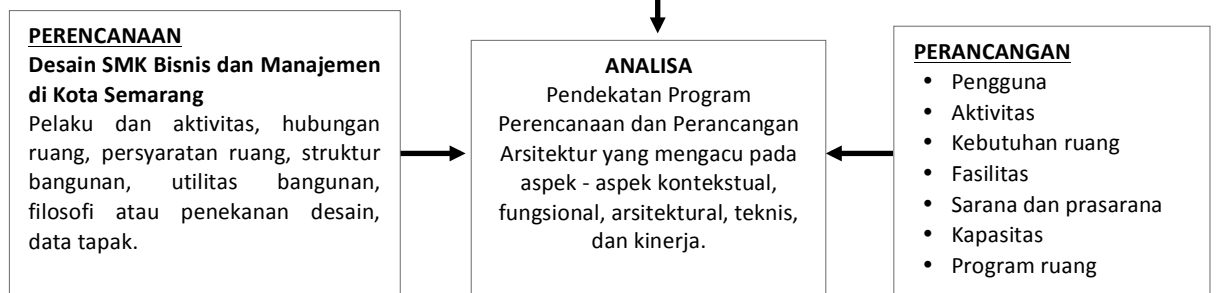 PERENCANAAN
Desain SMK Bisnis dan Manajemen
di Kota Semarang
Pelaku dan aktivitas, hubungan
ruang, persyaratan ruang, struktur
bangunan, utilitas bangunan,
filosofi atau penekanan desain,
data tapak.
ANALISA
Pendekatan Program
Perencanaan dan Perancangan
Arsitektur yang mengacu pada
aspek - aspek kontekstual,
fungsional, arsitektural, teknis,
dan kinerja.
PERANCANGAN
• Pengguna
• Aktivitas
• Kebutuhan ruang
• Fasilitas
• Sarana dan prasarana
• Kapasitas
• Program ruang